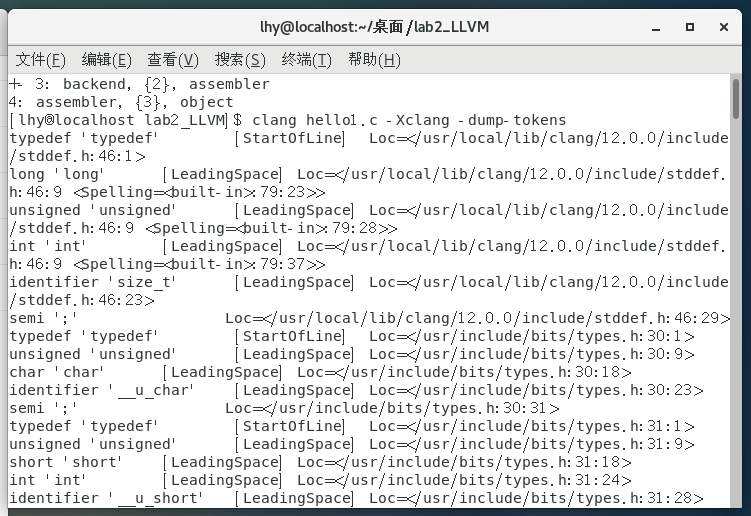 lhy@localhost:~/桌面/lab2_LLVM
文件(F) 编辑(E) 查看(V) 搜索(S) 终端(T) 帮助(H)
+- 3: backend, {2}, assembler
4: assembler, {3}, object
[lhy@localhost lab2_LLVM]$ clang hello1.c -Xclang -dump-tokens
typedef 'typedef' [StartOfLine] Loc=</usr/local/lib/clang/12.0.0/include
/stddef.h:46:1>
long 'long' [LeadingSpace] Loc=</usr/local/lib/clang/12.0.0/include/stddef.
h:46:9 <Spelling=<built-in>:79:23>>
unsigned 'unsigned' [LeadingSpace] Loc=</usr/local/lib/clang/12.0.0/include
/stddef.h:46:9 <Spelling=<built-in>:79:28>>
int 'int' [LeadingSpace] Loc=</usr/local/lib/clang/12.0.0/include/stddef.
h:46:9 <Spelling=<built-in>:79:37>>
identifier 'size_t' [LeadingSpace] Loc=</usr/local/lib/clang/12.0.0/include
/stddef.h:46:23>
semi ';' Loc=</usr/local/lib/clang/12.0.0/include/stddef.h:46:29>
typedef 'typedef' [StartOfLine] Loc=</usr/include/bits/types.h:30:1>
unsigned 'unsigned' [LeadingSpace] Loc=</usr/include/bits/types.h:30:9>
char 'char' [LeadingSpace] Loc=</usr/include/bits/types.h:30:18>
identifier '__u_char' [LeadingSpace] Loc=</usr/include/bits/types.h:30:23>
semi ';' Loc=</usr/include/bits/types.h:30:31>
typedef 'typedef' [StartOfLine] Loc=</usr/include/bits/types.h:31:1>
unsigned 'unsigned' [LeadingSpace] Loc=</usr/include/bits/types.h:31:9>
short 'short' [LeadingSpace] Loc=</usr/include/bits/types.h:31:18>
int 'int' [LeadingSpace] Loc=</usr/include/bits/types.h:31:24>
identifier '__u_short' [LeadingSpace] Loc=</usr/include/bits/types.h:31:28>